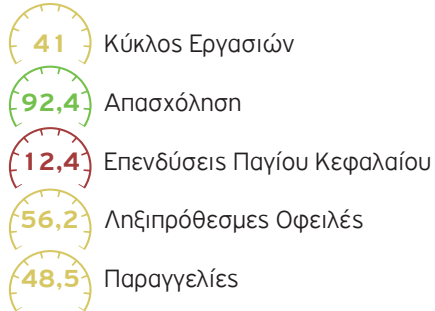 41 Κύκλος Εργασιών
92,4 Απασχόληση
12,4 Επενδύσεις Παγίου Κεφαλαίου
56,2 Ληξιπρόθεσμες Οφειλές
48,5 Παραγγελίες